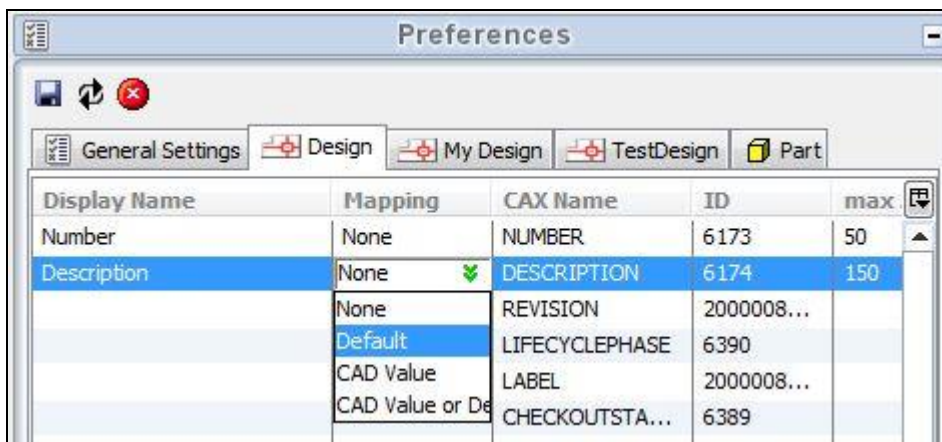 Preferences
General Settings Design My Design TestDesign Part
Display Name Mapping CAX Name ID max
Number None NUMBER 6173 50
Description None DESCRIPTION 6174 150
None REVISION 2000008...
Default LIFECYCLEPHASE 6390
CAD Value LABEL 2000008...
CAD Value or De CHECKOUTSTA... 6389